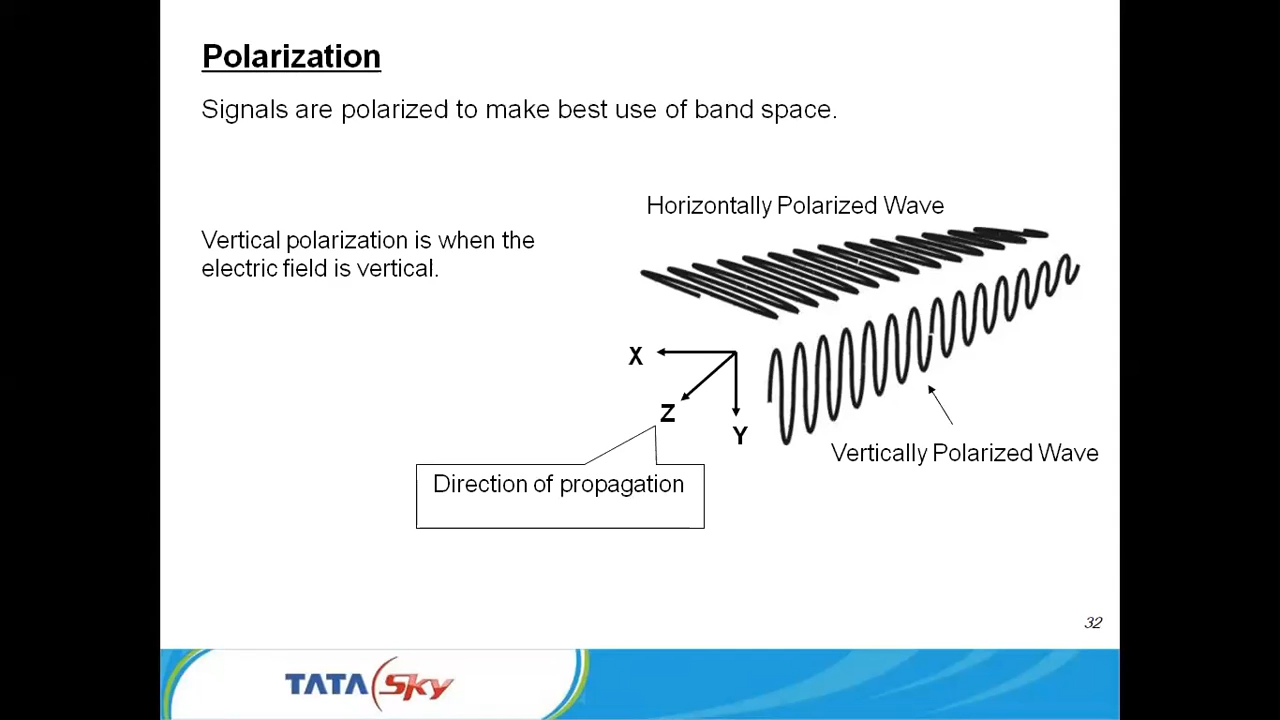 Polarization
Signals are polarized to make best use of band space.
Horizontally Polarized Wave
Vertical polarization is when the
electric field is vertical.
X
Z
Y
Vertically Polarized Wave
Direction of propagation
32
TATA Sky